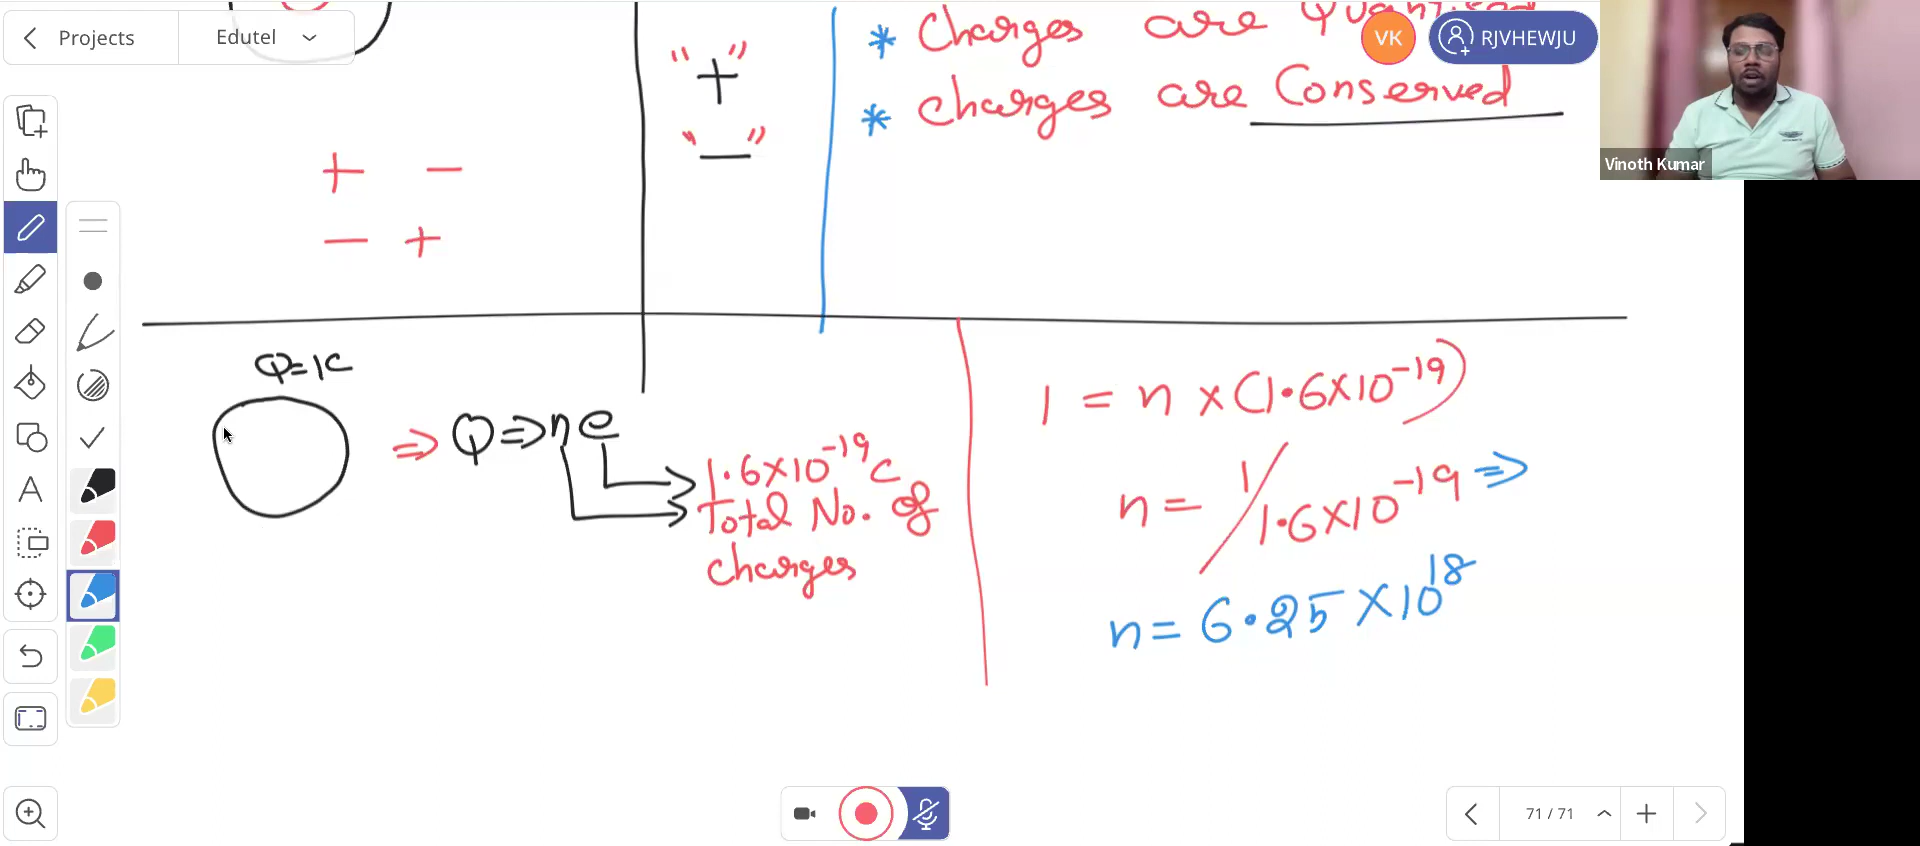 Projects
Edutel
VK
RJVHEWJU
Vinoth Kumar
* Charges are Quantised
* charges are Conserved
"+"
"—"
+ −
− +
Q=1C
⇒ Q⇒ne
1.6×10⁻¹⁹C
Total No. of
charges
1 = n×(1.6×10⁻¹⁹)
n = 1/1.6×10⁻¹⁹ ⇒
n = 6.25×10¹⁸
71 / 71